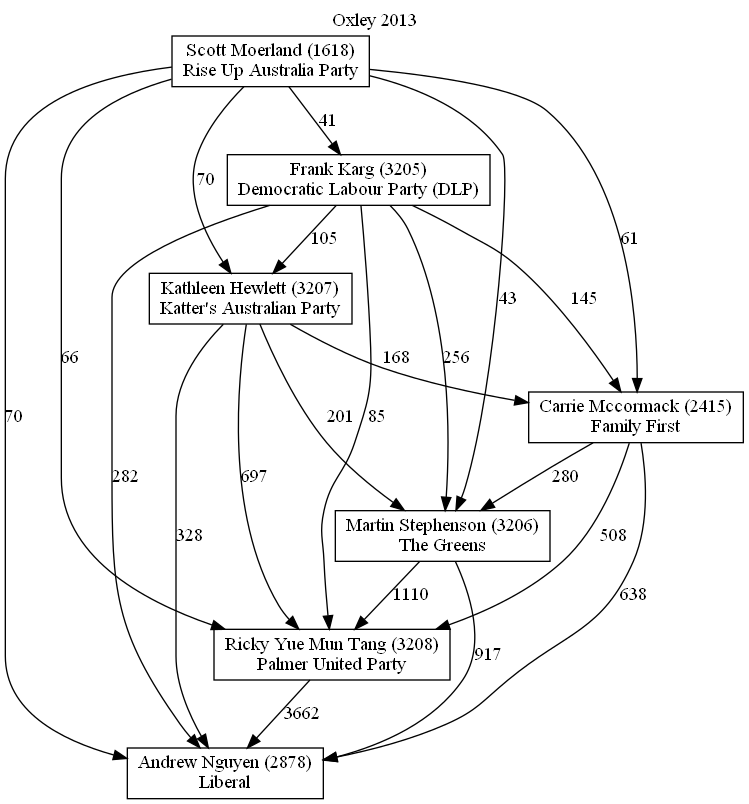 Oxley 2013
Scott Moerland (1618)
Rise Up Australia Party
41
Frank Karg (3205)
Democratic Labour Party (DLP)
70
105
61
Kathleen Hewlett (3207)
Katter's Australian Party
43
145
66
168
85
256
70
Carrie Mccormack (2415)
Family First
201
282
697
280
328
Martin Stephenson (3206)
The Greens
508
1110
638
Ricky Yue Mun Tang (3208)
Palmer United Party
917
3662
Andrew Nguyen (2878)
Liberal